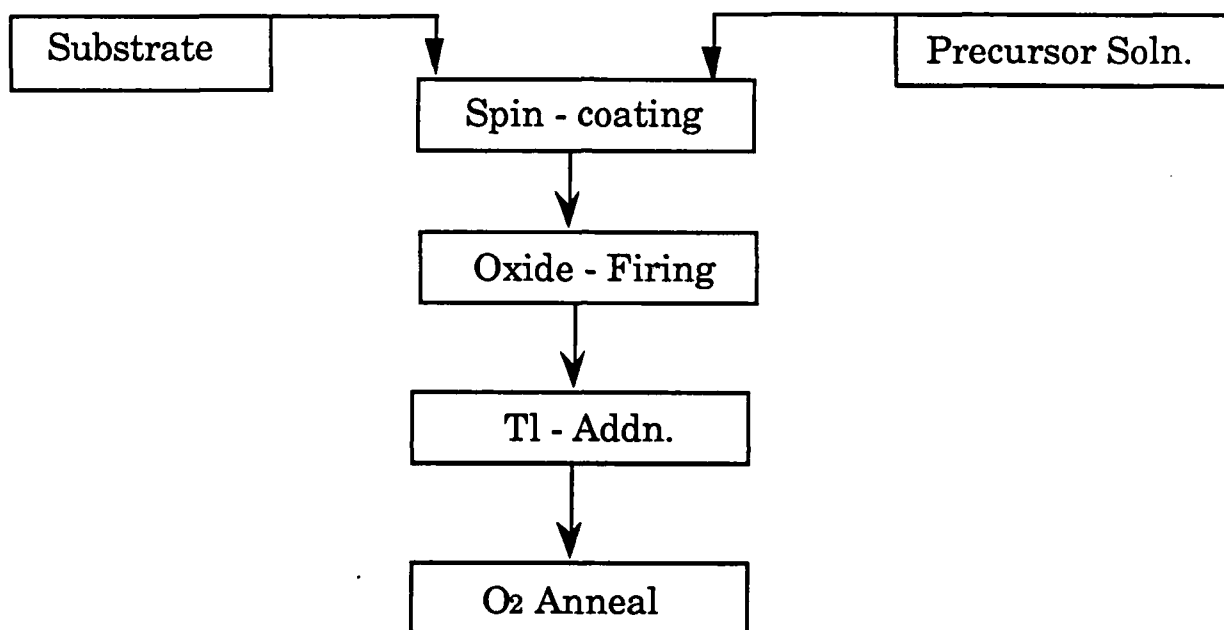 Substrate
Precursor Soln.
Spin - coating
Oxide - Firing
Tl - Addn.
O2 Anneal